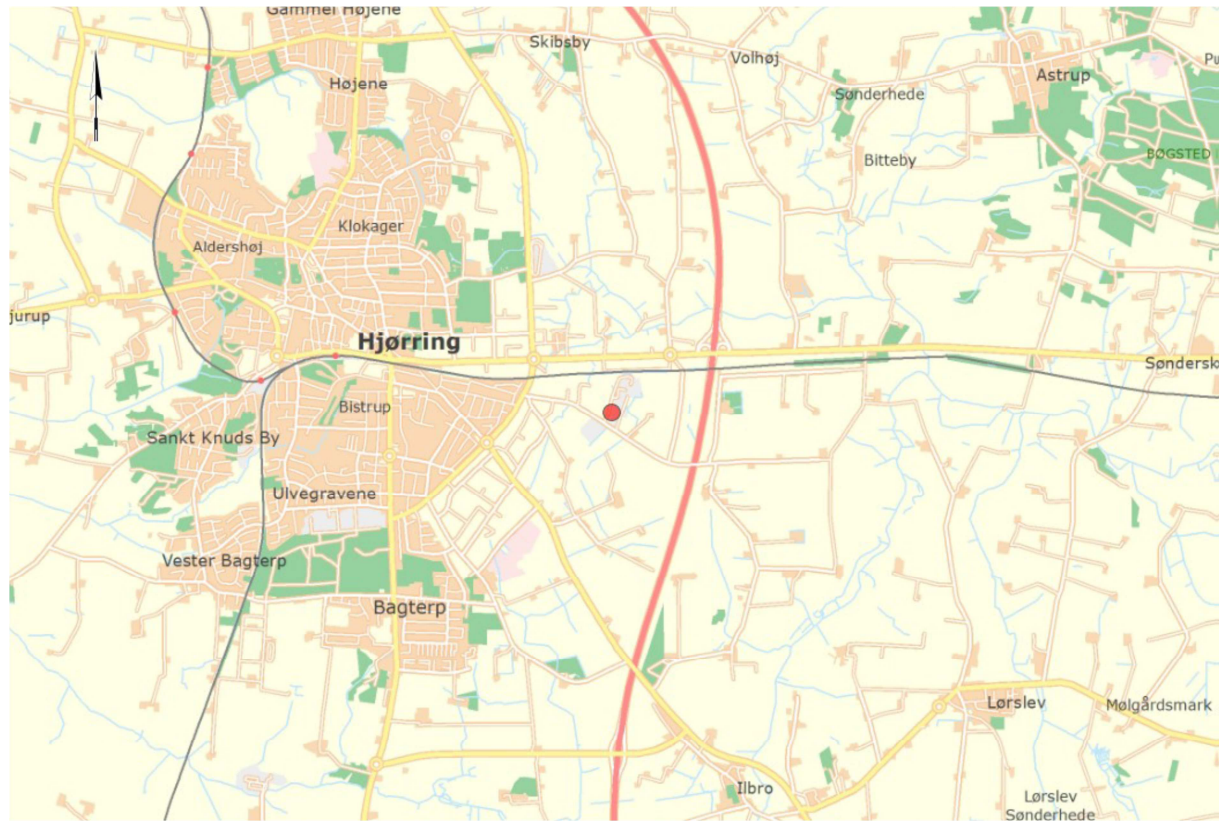 Gammel Højene
Skibsby
Volhøj
Astrup
Højene
Sønderhede
BØGSTED
Bitteby
Klokager
Aldershøj
jurup
Hjørring
Søndersk
Bistrup
Sankt Knuds By
Ulvegravene
Vester Bagterp
Bagterp
Lørslev
Mølgårdsmark
Ilbro
Lørslev
Sønderhede